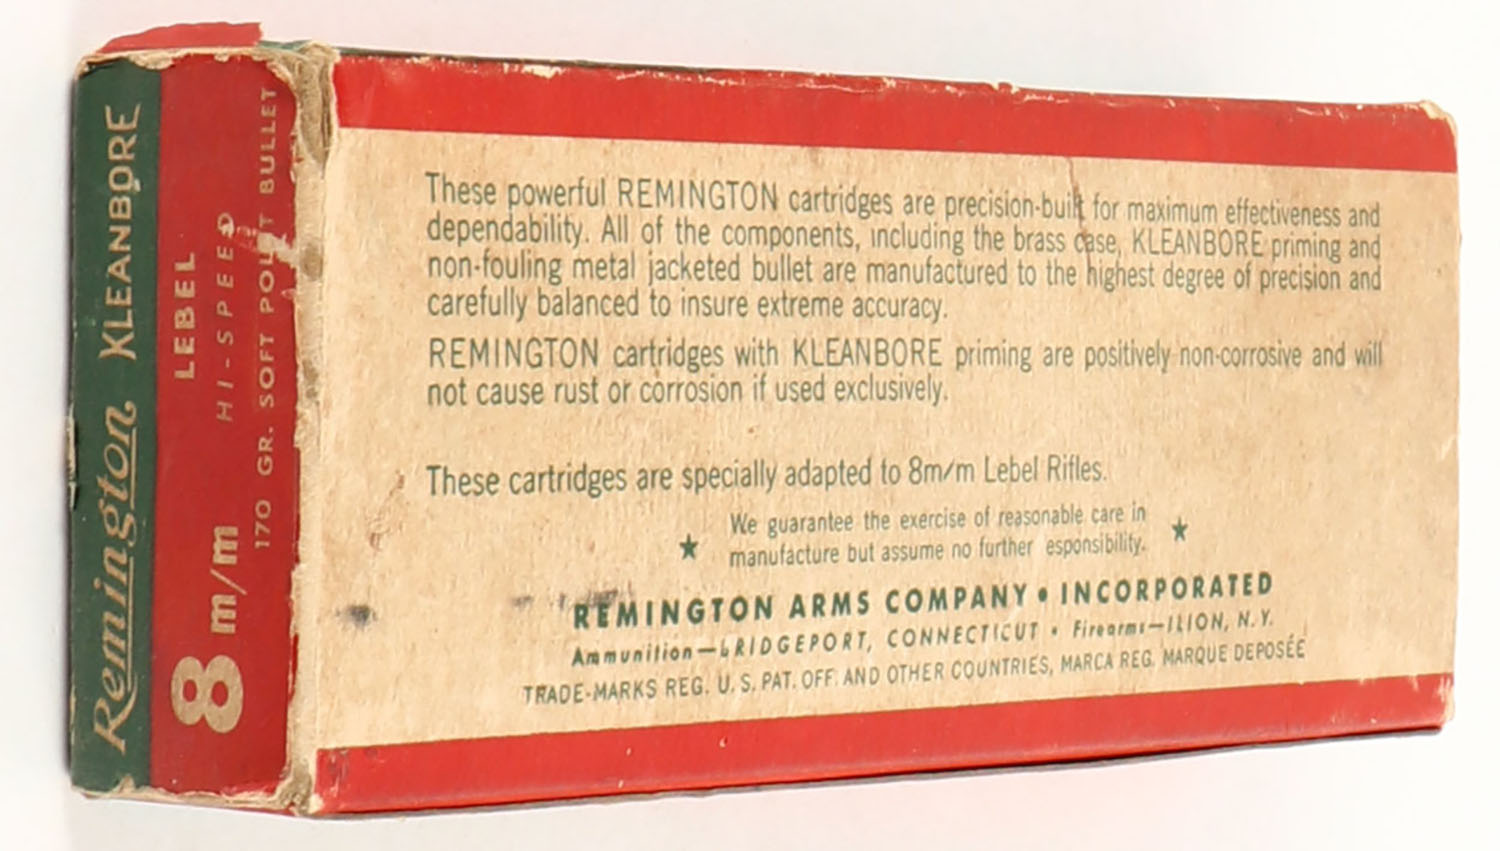 Remington KLEANBORE
8 m/m LEBEL
HI-SPEED
170 GR. SOFT POINT BULLET
These powerful REMINGTON cartridges are precision-built for maximum effectiveness and
dependability. All of the components, including the brass case, KLEANBORE priming and
non-fouling metal jacketed bullet are manufactured to the highest degree of precision and
carefully balanced to insure extreme accuracy.
REMINGTON cartridges with KLEANBORE priming are positively non-corrosive and will
not cause rust or corrosion if used exclusively.
These cartridges are specially adapted to 8m/m Lebel Rifles.
★ We guarantee the exercise of reasonable care in ★
manufacture but assume no further esponsibility.
REMINGTON ARMS COMPANY • INCORPORATED
Ammunition—BRIDGEPORT, CONNECTICUT • Firearms—ILION, N.Y.
TRADE-MARKS REG. U.S. PAT. OFF. AND OTHER COUNTRIES, MARCA REG. MARQUE DEPOSÉE